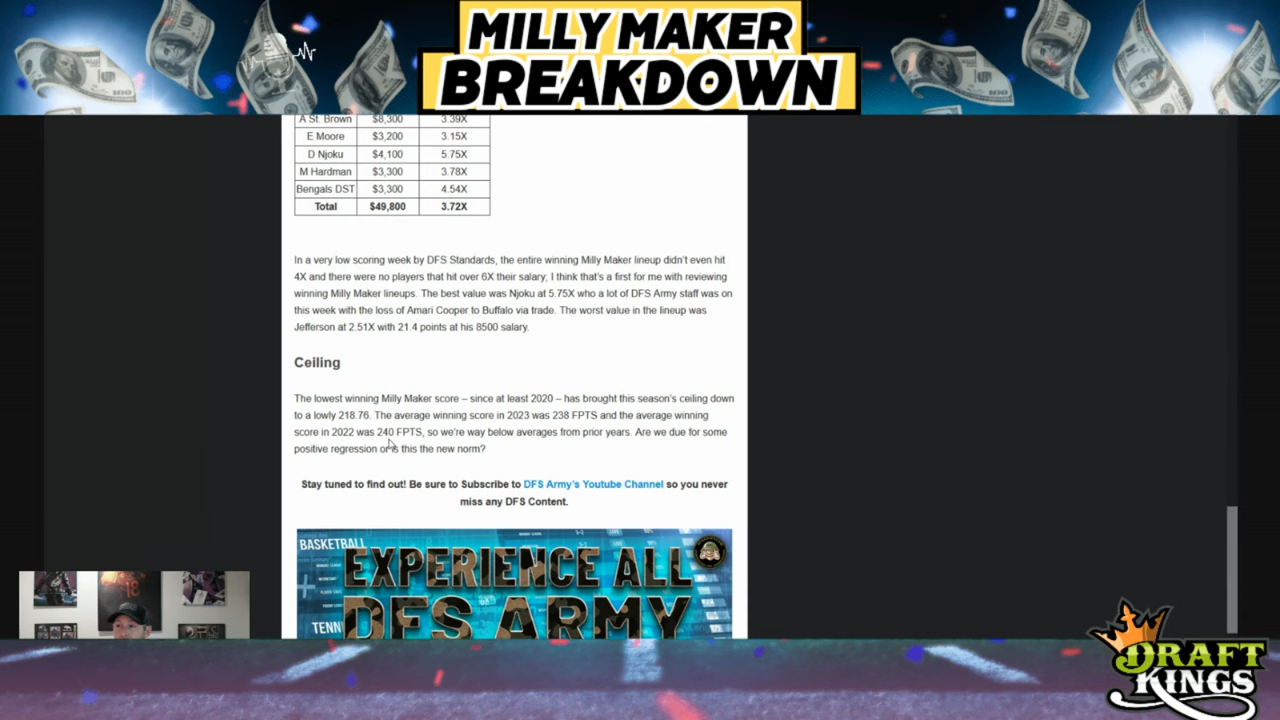 MILLY MAKER
BREAKDOWN
A St. Brown $8,300 3.39X
E Moore $3,200 3.15X
D Njoku $4,100 5.75X
M Hardman $3,300 3.78X
Bengals DST $3,300 4.54X
Total $49,800 3.72X
In a very low scoring week by DFS Standards, the entire winning Milly Maker lineup didn't even hit
4X and there were no players that hit over 6X their salary; I think that's a first for me with reviewing
winning Milly Maker lineups. The best value was Njoku at 5.75X who a lot of DFS Army staff was on
this week with the loss of Amari Cooper to Buffalo via trade. The worst value in the lineup was
Jefferson at 2.51X with 21.4 points at his 8500 salary.
Ceiling
The lowest winning Milly Maker score – since at least 2020 – has brought this season's ceiling down
to a lowly 218.76. The average winning score in 2023 was 238 FPTS and the average winning
score in 2022 was 240 FPTS, so we're way below averages from prior years. Are we due for some
positive regression or is this the new norm?
Stay tuned to find out! Be sure to Subscribe to DFS Army's Youtube Channel so you never
miss any DFS Content.
BASKETBALL
EXPERIENCE ALL
DFS ARMY
TENN
DRAFT
KINGS